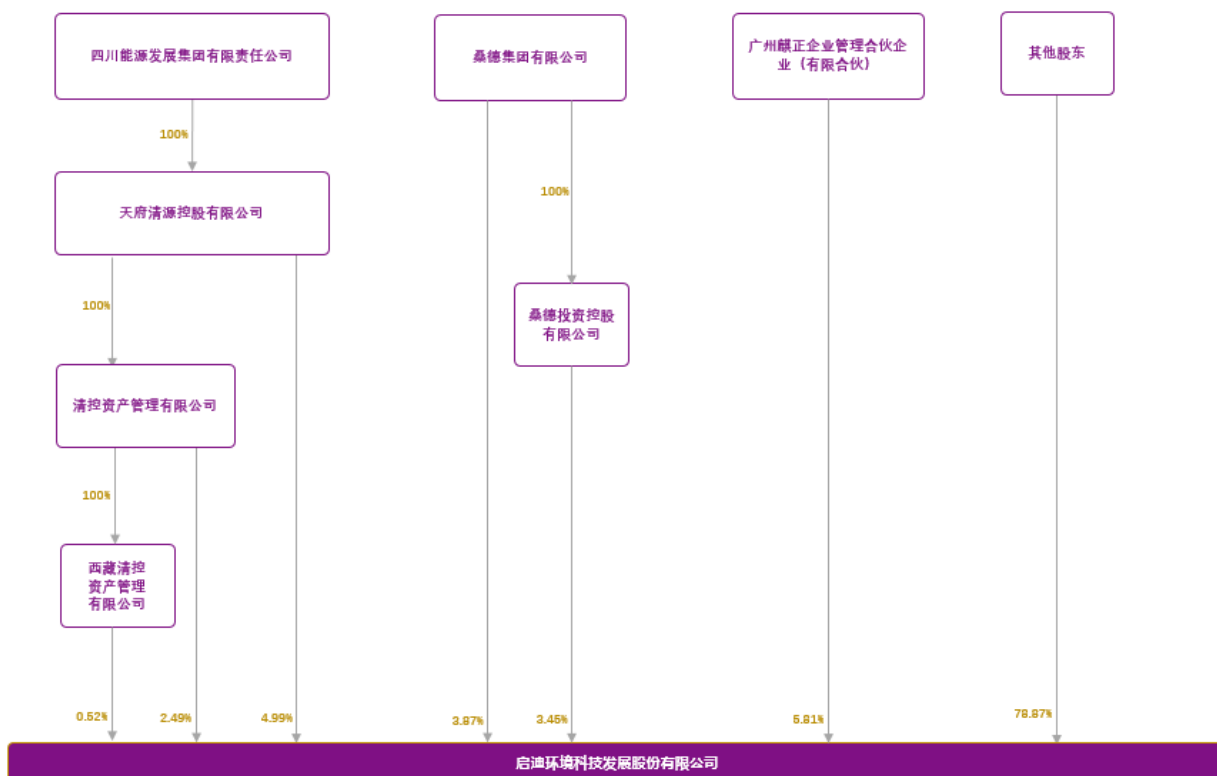 四川能源发展集团有限责任公司
桑德集团有限公司
广州麒正企业管理合伙企
业（有限合伙）
其他股东
100%
100%
天府清源控股有限公司
100%
桑德投资控股
有限公司
清控资产管理有限公司
100%
西藏清控
资产管理
有限公司
0.52%
2.49%
4.99%
3.87%
3.45%
5.81%
78.87%
启迪环境科技发展股份有限公司